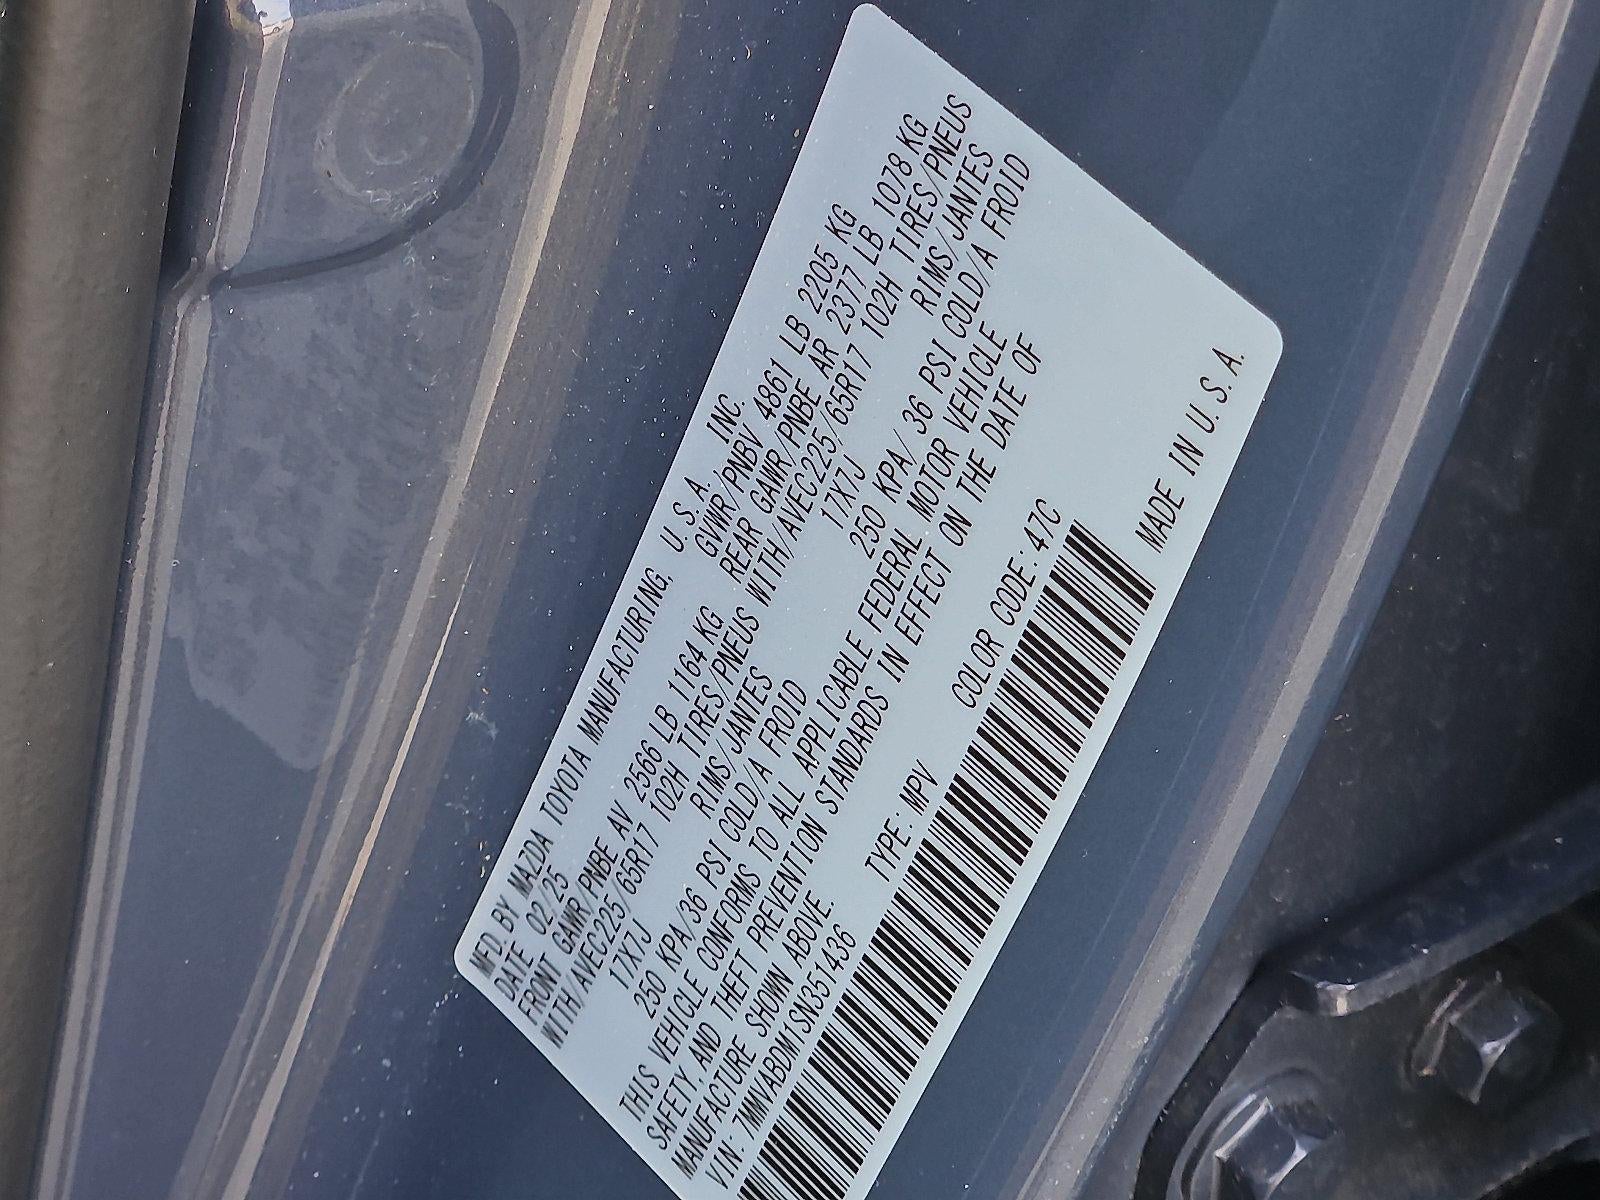 MFD. BY MAZDA TOYOTA MANUFACTURING, U.S.A. INC.
DATE 02/25 GVWR/PNBV 4861 LB 2205 KG
FRONT GAWR/PNBE AV 2566 LB 1164 KG REAR GAWR/PNBE AR 2377 LB 1078 KG
WITH/AVEC225/65R17 102H TIRES/PNEUS WITH/AVEC225/65R17 102H TIRES/PNEUS
17X7J RIMS/JANTES 17X7J RIMS/JANTES
250 KPA/36 PSI COLD/A FROID 250 KPA/36 PSI COLD/A FROID
THIS VEHICLE CONFORMS TO ALL APPLICABLE FEDERAL MOTOR VEHICLE
SAFETY, AND THEFT PREVENTION STANDARDS IN EFFECT ON THE DATE OF
MANUFACTURE SHOWN ABOVE.
VIN: 7MMVABDM1SN351436 TYPE: MPV COLOR CODE: 47C
MADE IN U.S.A.